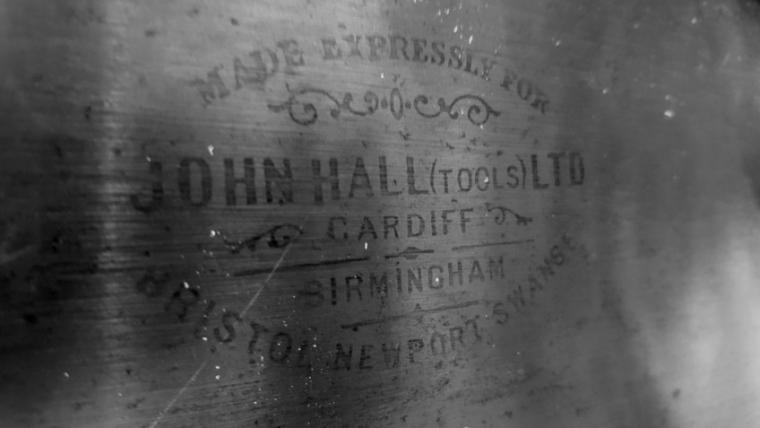 MADE EXPRESSLY FOR
JOHN HALL (TOOLS) LTD
CARDIFF
BIRMINGHAM
BRISTOL NEWPORT SWANSEA